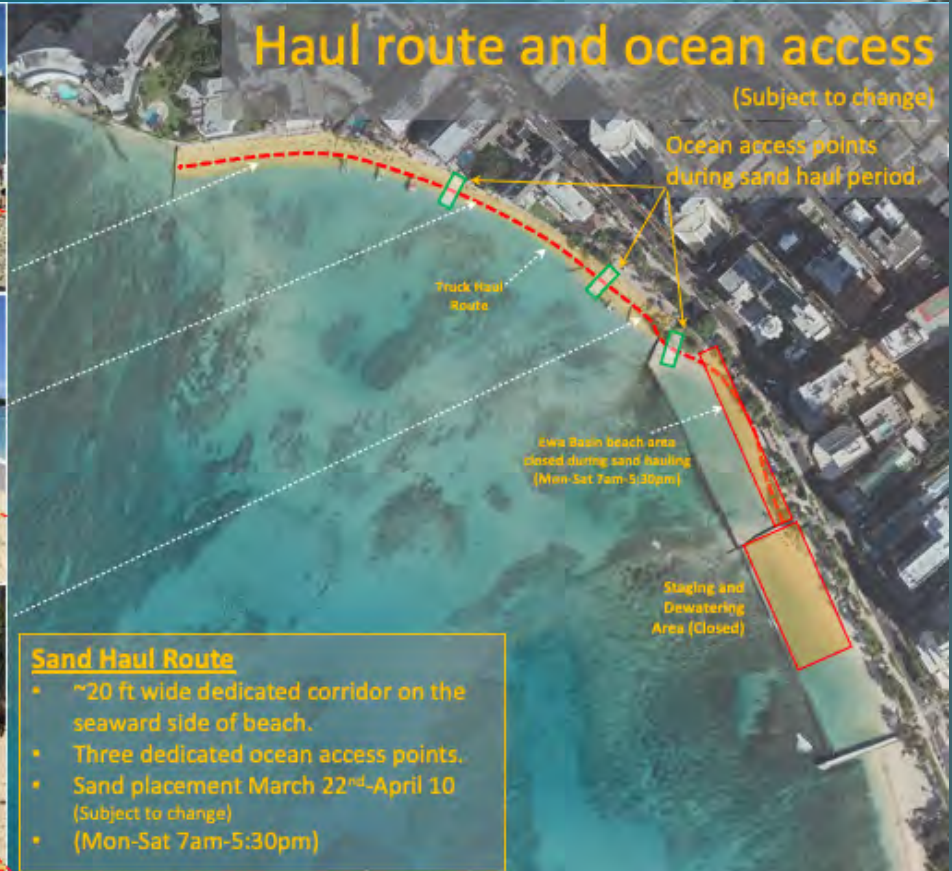 Haul route and ocean access
(Subject to change)
Ocean access points
during sand haul period.
Truck Haul
Route
Ewa Basin beach area
closed during sand hauling
(Mon-Sat 7am-5:30pm)
Staging and
Dewatering
Area (Closed)
Sand Haul Route
▪ ~20 ft wide dedicated corridor on the
seaward side of beach.
▪ Three dedicated ocean access points.
▪ Sand placement March 22nd-April 10
(Subject to change)
▪ (Mon-Sat 7am-5:30pm)